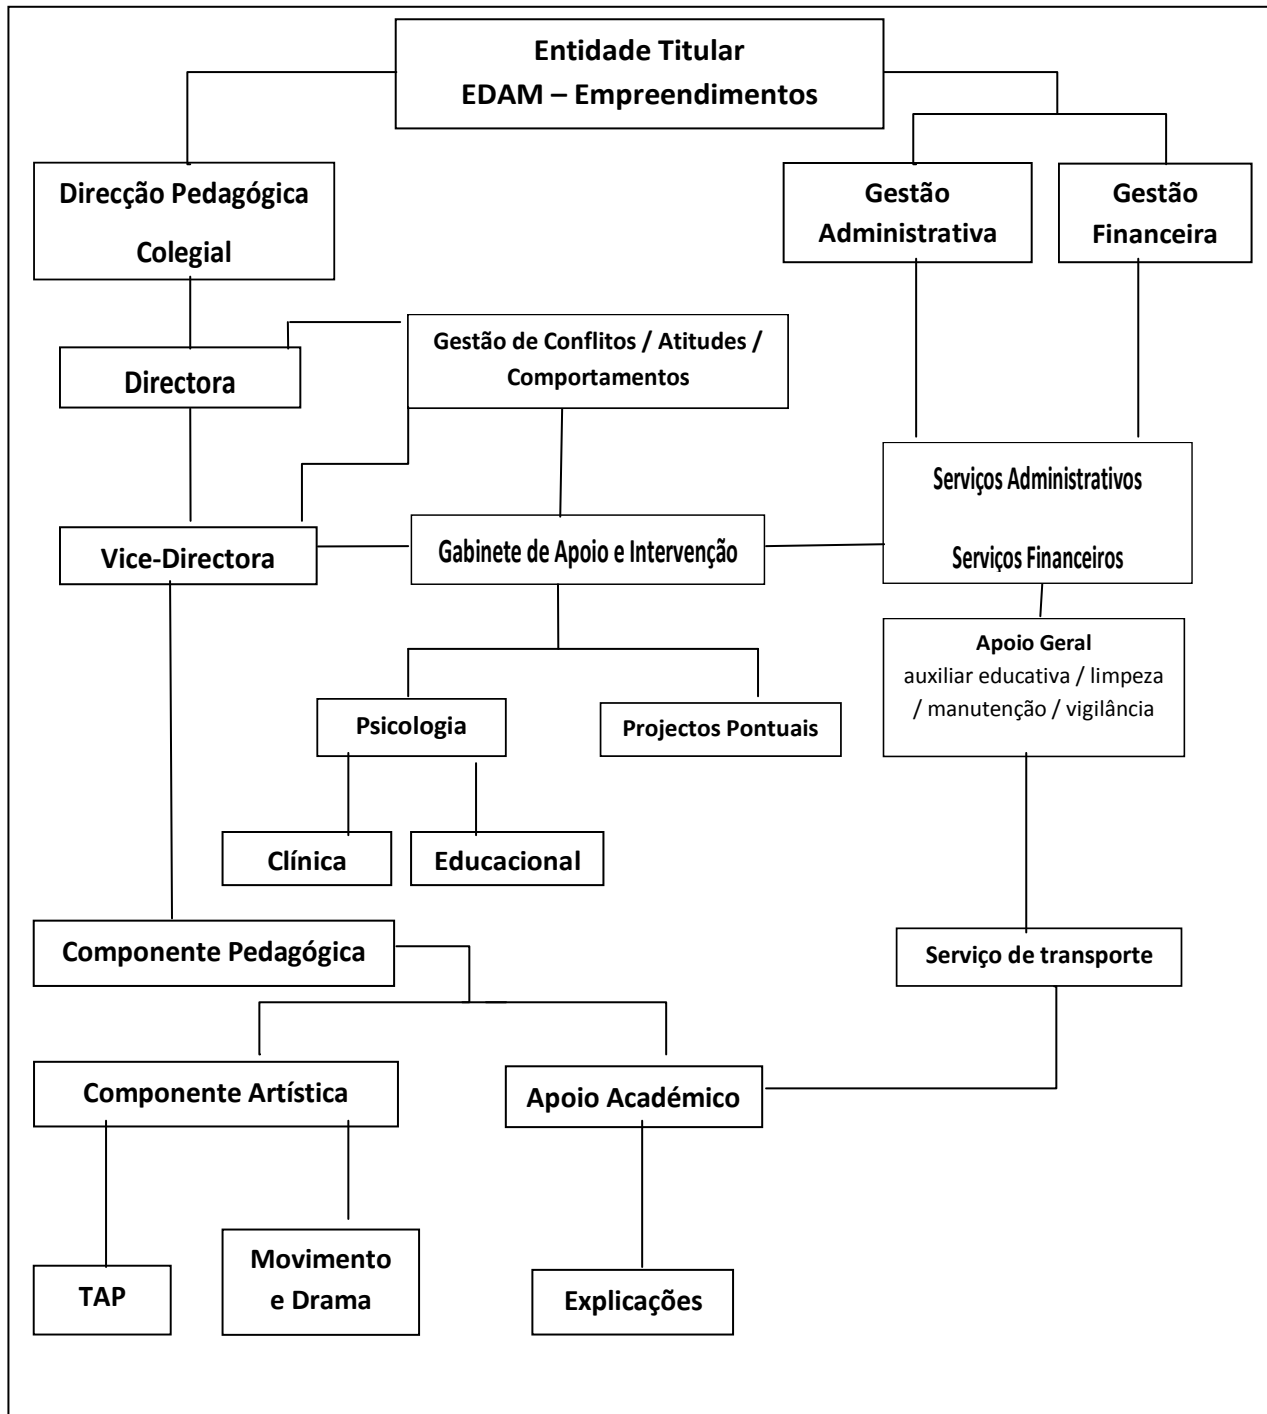 Entidade Titular
EDAM – Empreendimentos
Direcção Pedagógica
Colegial
Gestão
Administrativa
Gestão
Financeira
Gestão de Conflitos / Atitudes /
Comportamentos
Directora
Serviços Administrativos
Serviços Financeiros
Vice-Directora
Gabinete de Apoio e Intervenção
Apoio Geral
auxiliar educativa / limpeza
/ manutenção / vigilância
Psicologia
Projectos Pontuais
Clínica
Educacional
Componente Pedagógica
Serviço de transporte
Componente Artística
Apoio Académico
TAP
Movimento
e Drama
Explicações